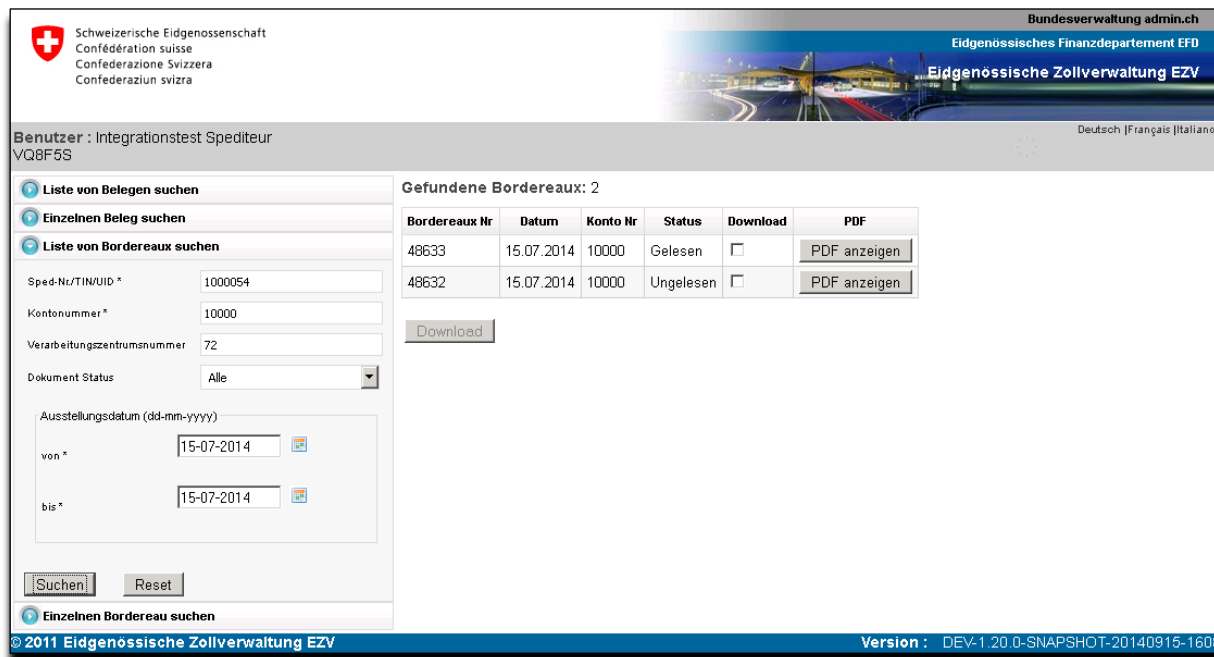 Schweizerische Eidgenossenschaft
Confédération suisse
Confederazione Svizzera
Confederaziun svizra
Bundesverwaltung admin.ch
Eidgenössisches Finanzdepartement EFD
Eidgenössische Zollverwaltung EZV
Benutzer : Integrationstest Spediteur
VQ8F5S
Deutsch |Français |Italiano
Liste von Belegen suchen
Einzelnen Beleg suchen
Liste von Bordereaux suchen
Sped-Nr./TIN/UID * 1000054
Kontonummer * 10000
Verarbeitungszentrumsnummer 72
Dokument Status Alle
Ausstellungsdatum (dd-mm-yyyy)
von * 15-07-2014
bis * 15-07-2014
Suchen Reset
Einzelnen Bordereau suchen
Gefundene Bordereaux: 2
Bordereaux Nr Datum Konto Nr Status Download PDF
48633 15.07.2014 10000 Gelesen PDF anzeigen
48632 15.07.2014 10000 Ungelesen PDF anzeigen
Download
© 2011 Eidgenössische Zollverwaltung EZV
Version : DEV-1.20.0-SNAPSHOT-20140915-160